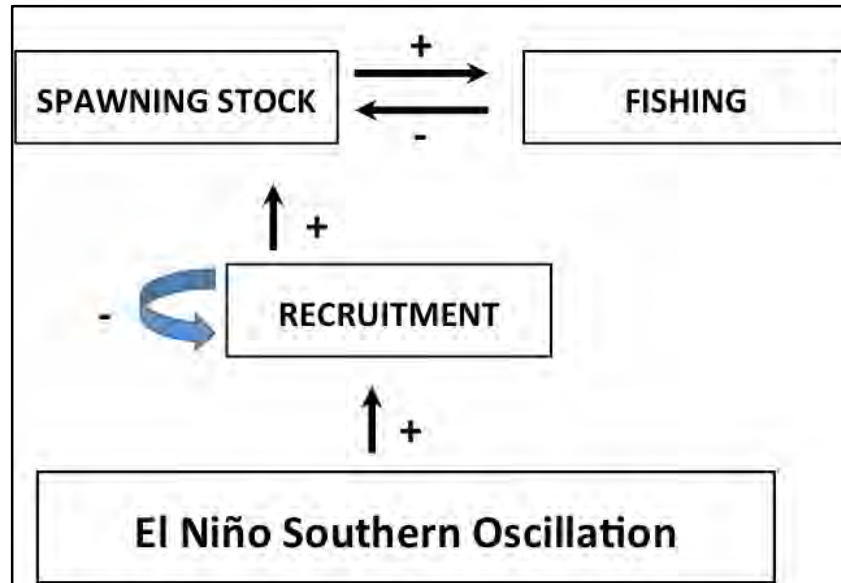 +
SPAWNING STOCK
FISHING
-
+
-
RECRUITMENT
+
El Niño Southern Oscillation